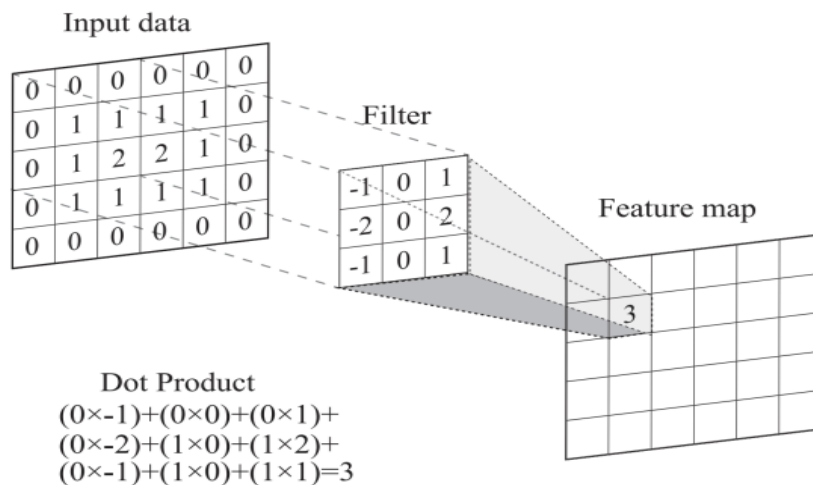 Input data
0 0 0 0 0 0
0 1 1 1 1 0
0 1 2 2 1 0
0 1 1 1 1 0
0 0 0 0 0 0
Filter
-1 0 1
-2 0 2
-1 0 1
Feature map
3
Dot Product
(0×-1)+(0×0)+(0×1)+
(0×-2)+(1×0)+(1×2)+
(0×-1)+(1×0)+(1×1)=3